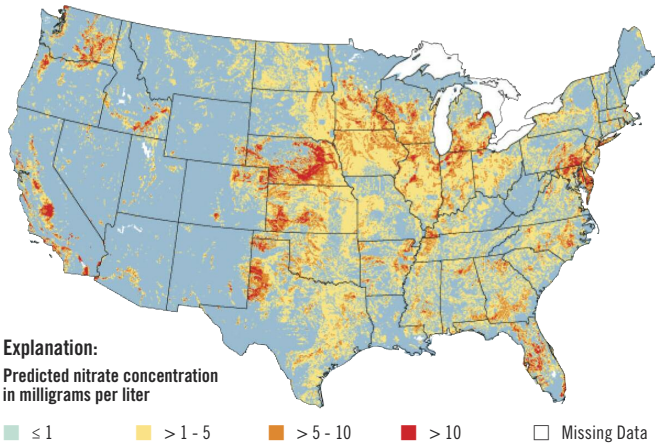 Explanation:
Predicted nitrate concentration
in milligrams per liter
≤ 1 > 1 - 5 > 5 - 10 > 10 Missing Data